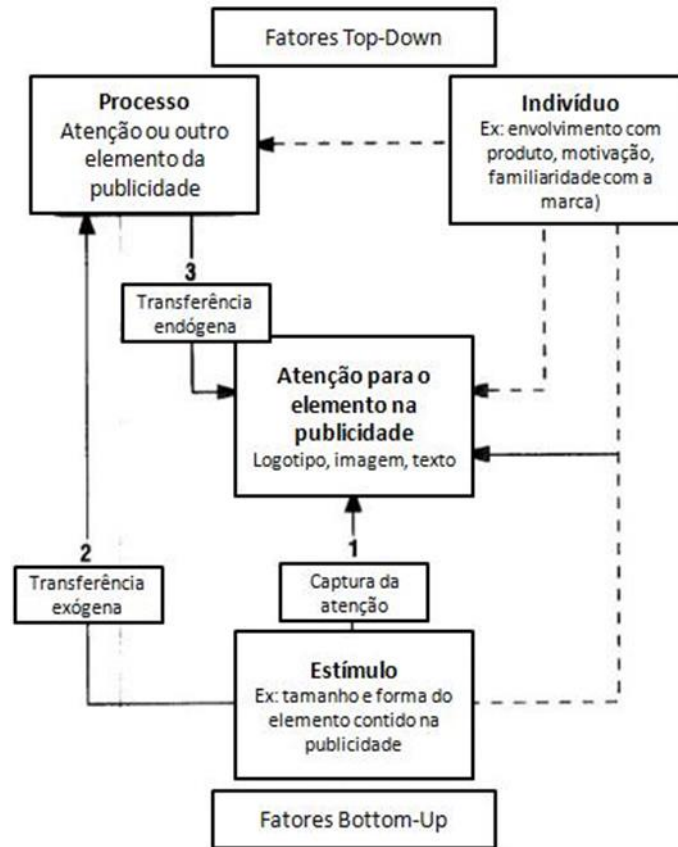 Fatores Top-Down
Processo
Atenção ou outro
elemento da
publicidade
Indivíduo
Ex: envolvimento com
produto, motivação,
familiaridade com a
marca)
3
Transferência
endógena
Atenção para o
elemento na
publicidade
Logotipo, imagem, texto
2
Transferência
exógena
1
Captura da
atenção
Estímulo
Ex: tamanho e forma do
elemento contido na
publicidade
Fatores Bottom-Up